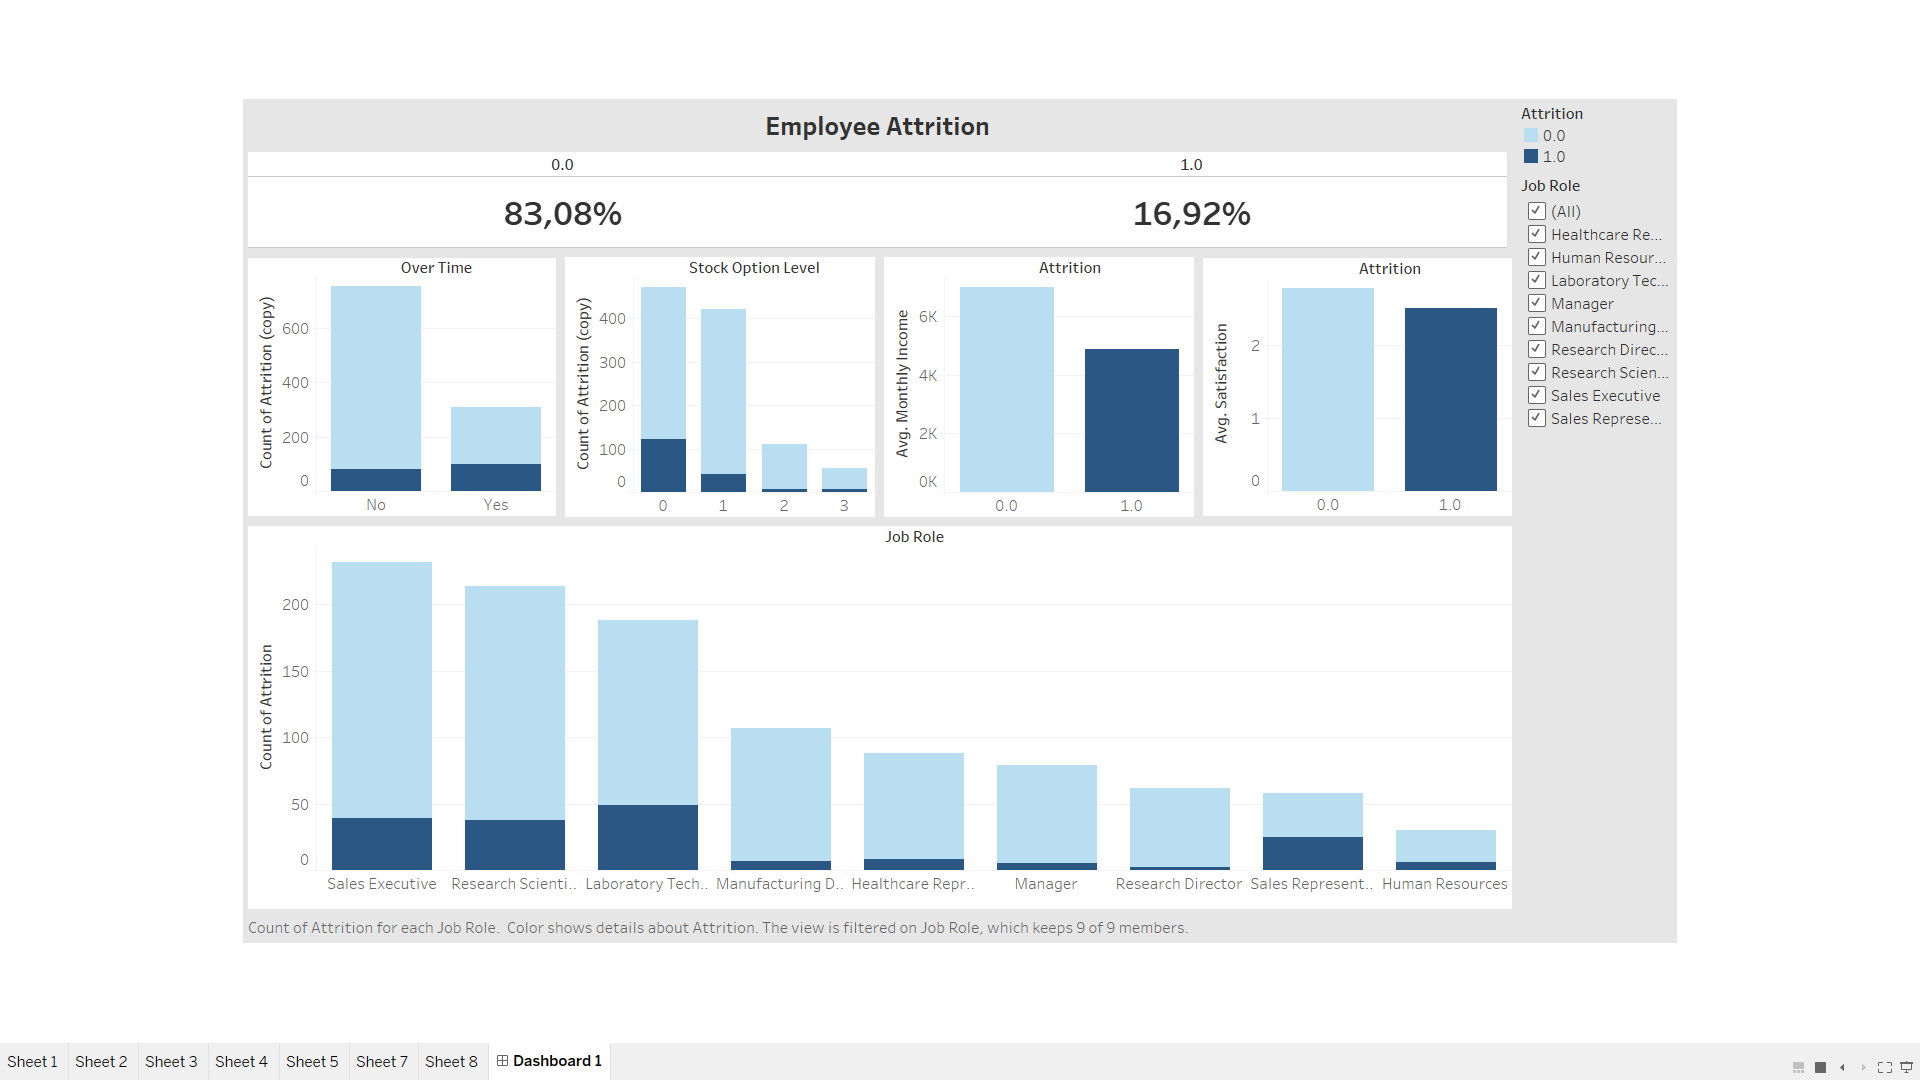 Employee Attrition
0.0 1.0
83,08% 16,92%
Attrition
0.0
1.0
Job Role
(All)
Healthcare Re...
Human Resour...
Laboratory Tec...
Manager
Manufacturing...
Research Direc...
Research Scien...
Sales Executive
Sales Represe...
Over Time
Count of Attrition (copy)
600
400
200
0
No Yes
Stock Option Level
Count of Attrition (copy)
400
300
200
100
0
0 1 2 3
Attrition
Avg. Monthly Income
6K
4K
2K
0K
0.0 1.0
Attrition
Avg. Satisfaction
2
1
0
0.0 1.0
Job Role
Count of Attrition
200
150
100
50
0
Sales Executive Research Scienti.. Laboratory Tech.. Manufacturing D.. Healthcare Repr.. Manager Research Director Sales Represent.. Human Resources
Count of Attrition for each Job Role.  Color shows details about Attrition. The view is filtered on Job Role, which keeps 9 of 9 members.
Sheet 1 Sheet 2 Sheet 3 Sheet 4 Sheet 5 Sheet 7 Sheet 8 Dashboard 1